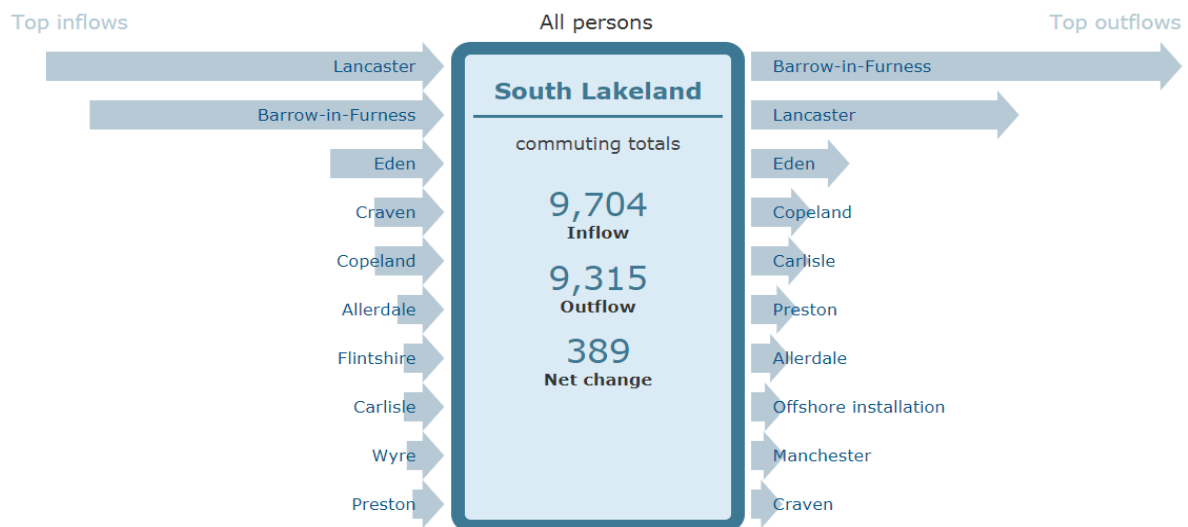 Top inflows
All persons
Top outflows
Lancaster
Barrow-in-Furness
Eden
Craven
Copeland
Allerdale
Flintshire
Carlisle
Wyre
Preston
South Lakeland
commuting totals
9,704
Inflow
9,315
Outflow
389
Net change
Barrow-in-Furness
Lancaster
Eden
Copeland
Carlisle
Preston
Allerdale
Offshore installation
Manchester
Craven